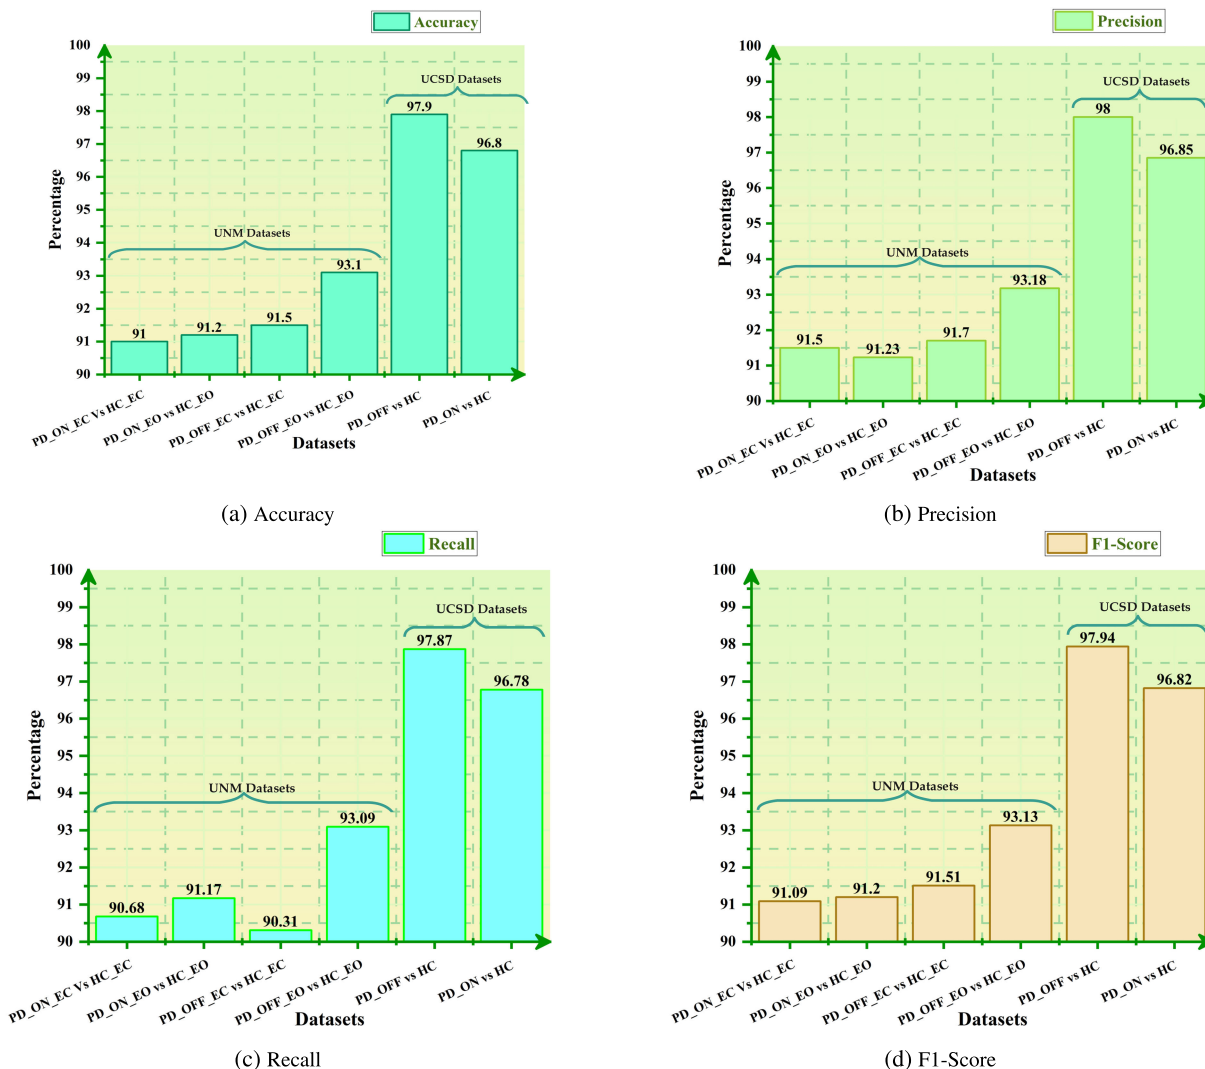 Accuracy
100
99
98
97
96
95
94
93
92
91
90
Percentage
UCSD Datasets
97.9
96.8
UNM Datasets
93.1
91
91.2
91.5
PD_ON_EC Vs HC_EC
PD_ON_EO vs HC_EO
PD_OFF_EC vs HC_EC
PD_OFF_EO vs HC_EO
PD_OFF vs HC
PD_ON vs HC
Datasets
(a) Accuracy
Precision
100
99
98
97
96
95
94
93
92
91
90
Percentage
UCSD Datasets
98
96.85
UNM Datasets
93.18
91.5
91.23
91.7
PD_ON_EC Vs HC_EC
PD_ON_EO vs HC_EO
PD_OFF_EC vs HC_EC
PD_OFF_EO vs HC_EO
PD_OFF vs HC
PD_ON vs HC
Datasets
(b) Precision
Recall
100
99
98
97
96
95
94
93
92
91
90
Percentage
UCSD Datasets
97.87
96.78
UNM Datasets
93.09
90.68
91.17
90.31
PD_ON_EC Vs HC_EC
PD_ON_EO vs HC_EO
PD_OFF_EC vs HC_EC
PD_OFF_EO vs HC_EO
PD_OFF vs HC
PD_ON vs HC
Datasets
(c) Recall
F1-Score
100
99
98
97
96
95
94
93
92
91
90
Percentage
UCSD Datasets
97.94
96.82
UNM Datasets
93.13
91.09
91.2
91.51
PD_ON_EC Vs HC_EC
PD_ON_EO vs HC_EO
PD_OFF_EC vs HC_EC
PD_OFF_EO vs HC_EO
PD_OFF vs HC
PD_ON vs HC
Datasets
(d) F1-Score